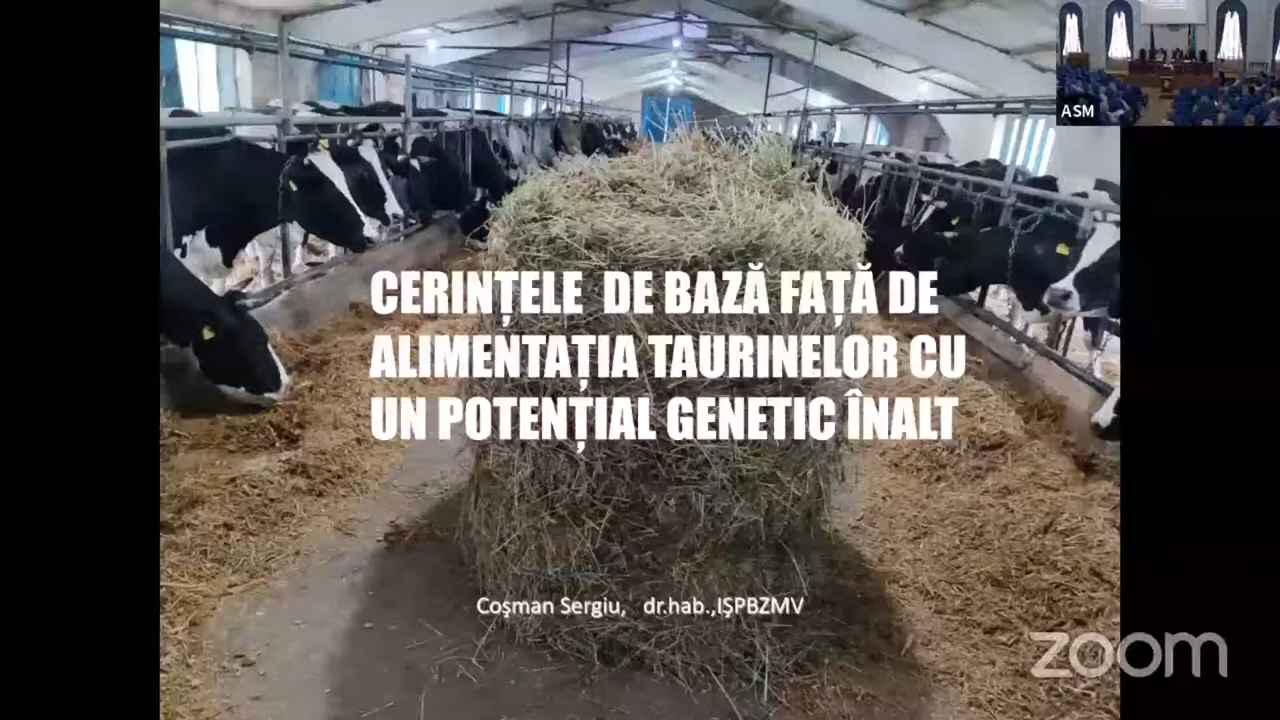 ASM
CERINȚELE DE BAZĂ FAȚĂ DE
ALIMENTAȚIA TAURINELOR CU
UN POTENȚIAL GENETIC ÎNALT
Coşman Sergiu, dr.hab.,IŞPBZMV
zoom